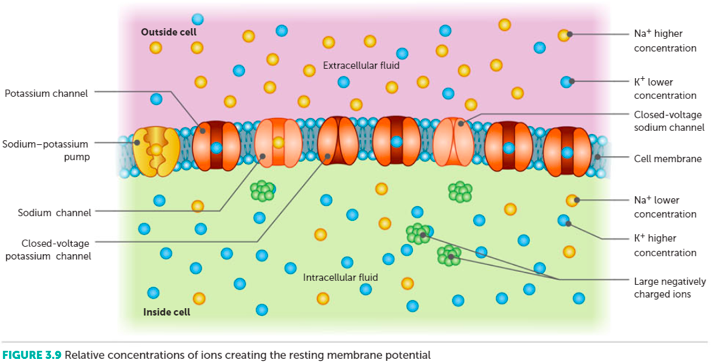 Outside cell
Extracellular fluid
Potassium channel
Sodium–potassium
pump
Sodium channel
Closed-voltage
potassium channel
Intracellular fluid
Inside cell
Na⁺ higher
concentration
K⁺ lower
concentration
Closed-voltage
sodium channel
Cell membrane
Na⁺ lower
concentration
K⁺ higher
concentration
Large negatively
charged ions
FIGURE 3.9 Relative concentrations of ions creating the resting membrane potential